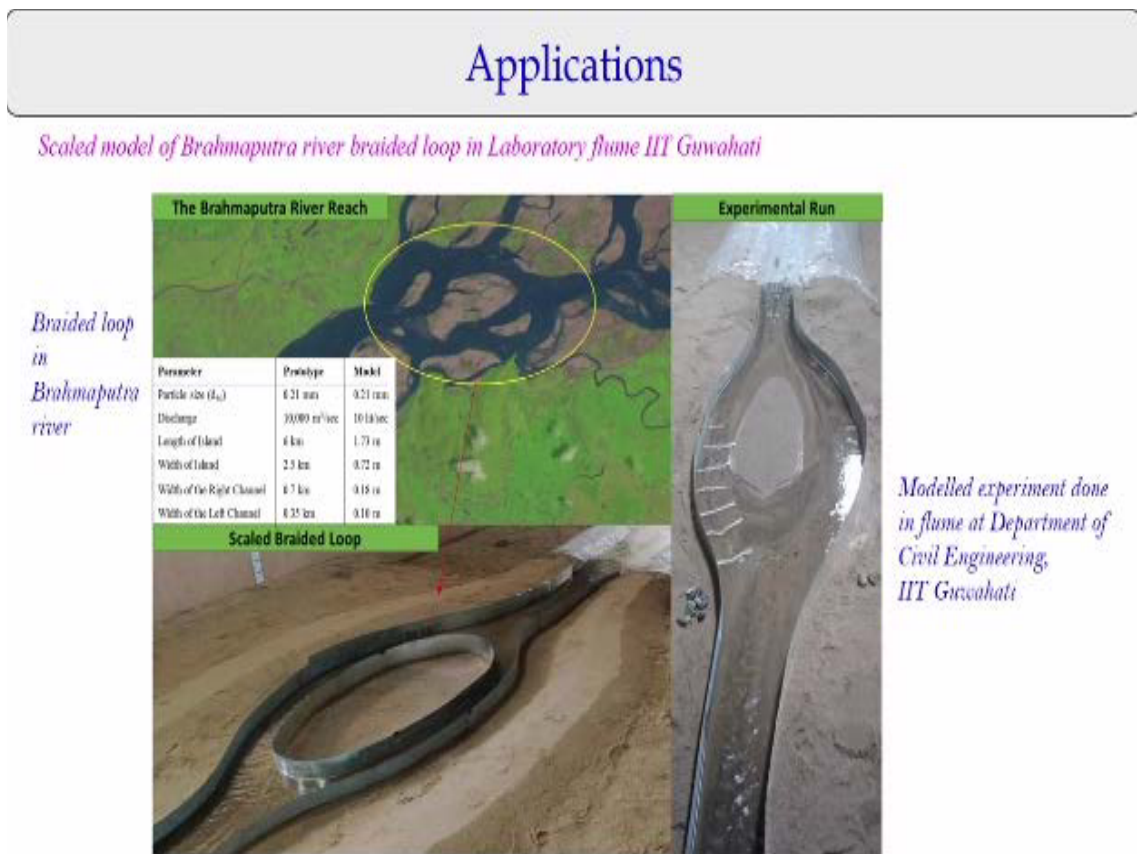 Applications
Scaled model of Brahmaputra river braided loop in Laboratory flume IIT Guwahati
The Brahmaputra River Reach
Experimental Run
Braided loop
in
Brahmaputra
river
Parameter Prototype Model
Particle size 0.21 mm 0.21 mm
Discharge 10,000 m³/sec 10 lit/sec
Length of Island 6 km 1.73 m
Width of Island 2.5 km 0.72 m
Width of the Right Channel 0.7 km 0.18 m
Width of the Left Channel 0.35 km 0.10 m
Scaled Braided Loop
Modelled experiment done
in flume at Department of
Civil Engineering,
IIT Guwahati